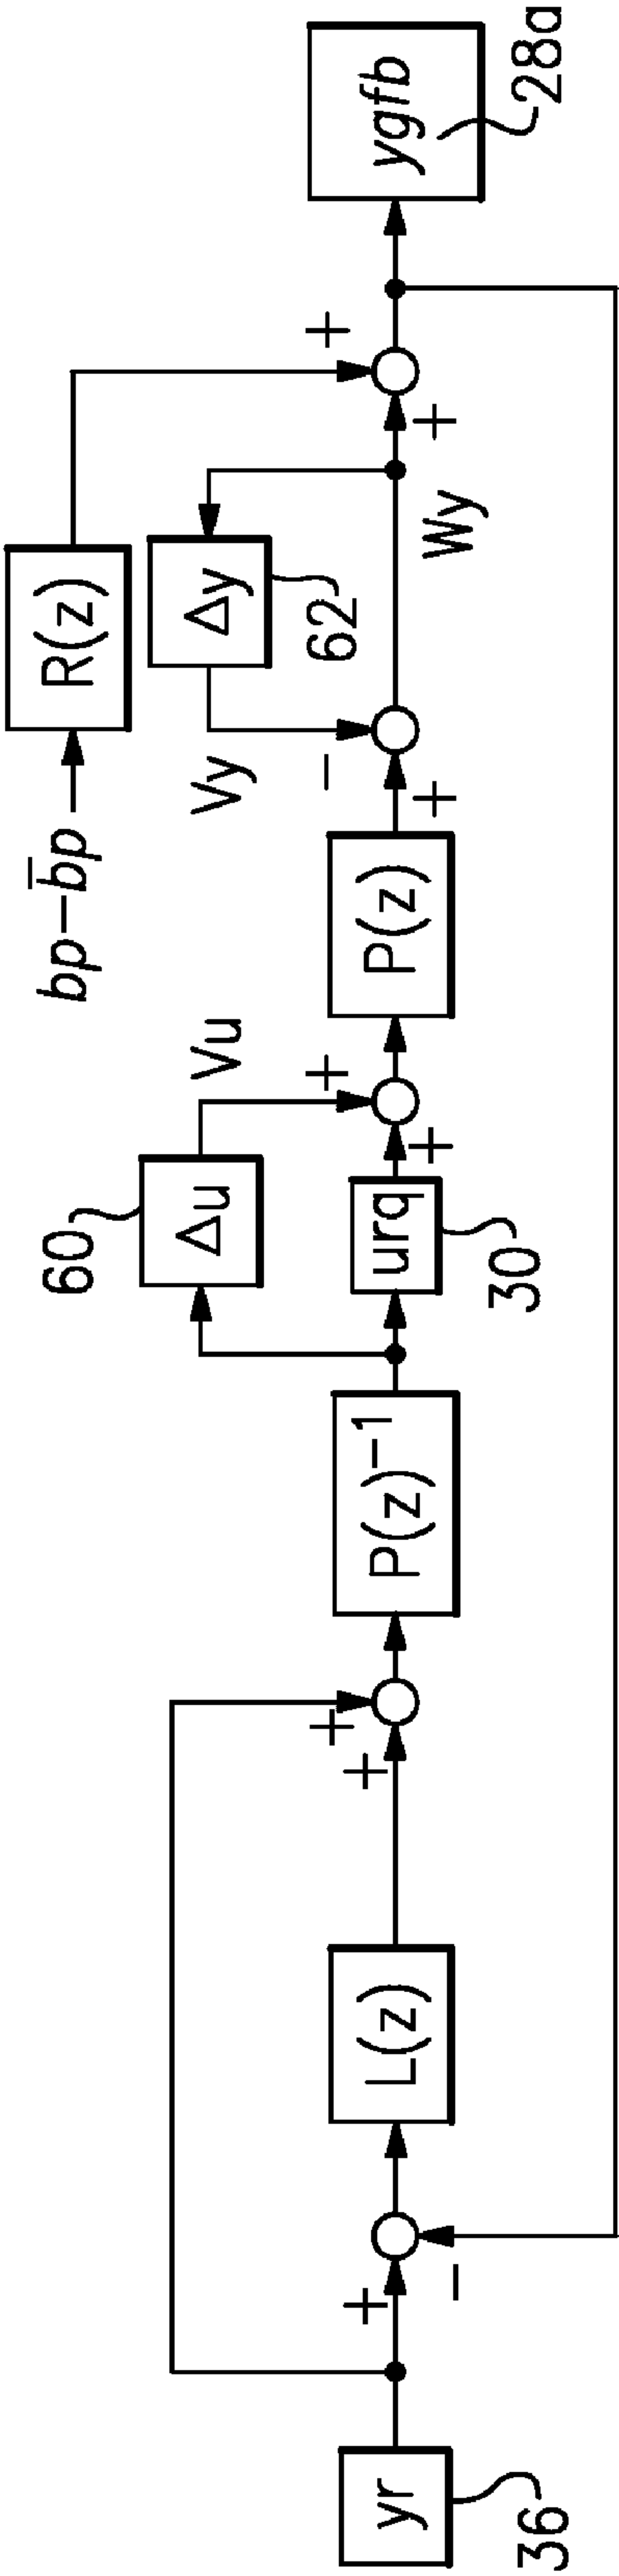 yr
36
+
−
L(z)
+
+
P(z)⁻¹
60
Δu
Vu
urq
30
+
+
P(z)
bp−b̅p̅
R(z)
Vy
Δy
62
+
−
Wy
+
+
ygfb
28a